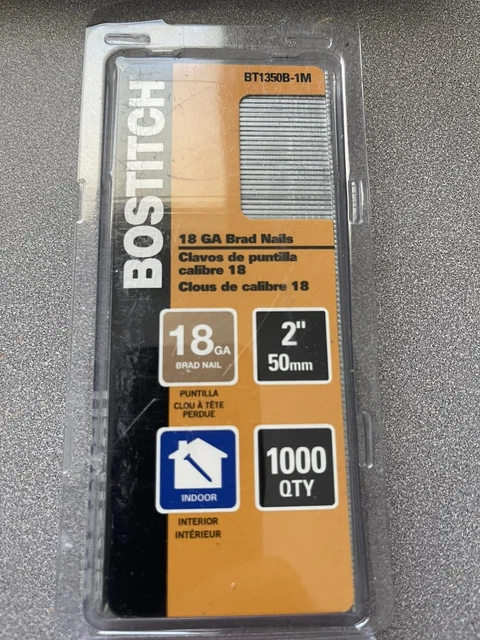 BT1350B-1M
BOSTITCH
18 GA Brad Nails
Clavos de puntilla
calibre 18
Clous de calibre 18
18GA
BRAD NAIL
2"
50mm
PUNTILLA
CLOU À TÊTE
PERDUE
INDOOR
1000
QTY
INTERIOR
INTÉRIEUR